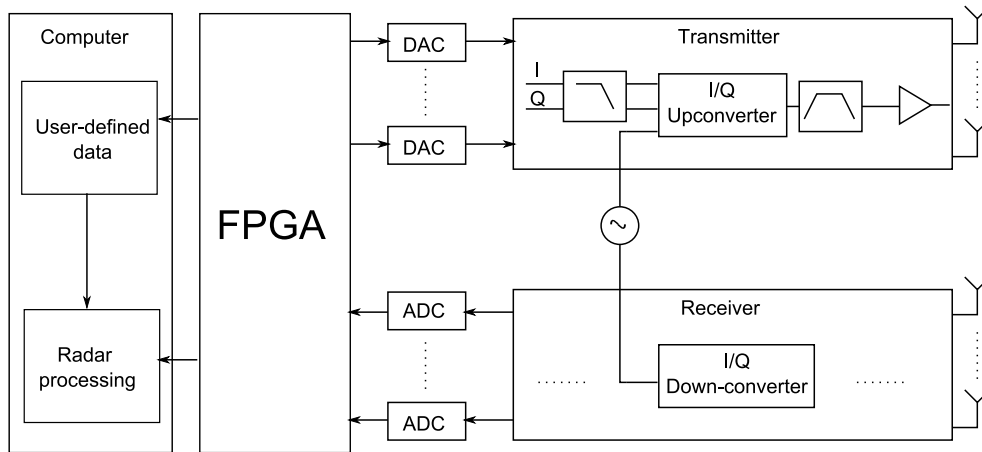 Computer
User-defined
data
Radar
processing
FPGA
DAC
DAC
ADC
ADC
Transmitter
I
Q
I/Q
Upconverter
~
Receiver
I/Q
Down-converter